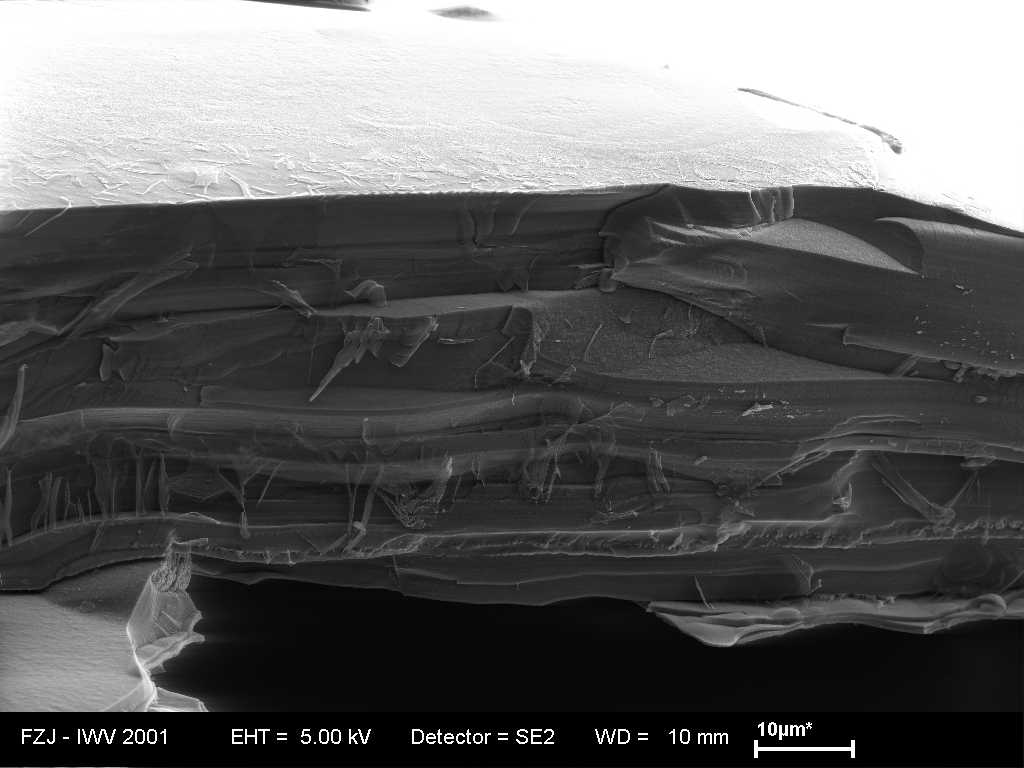 FZJ - IWV 2001 EHT = 5.00 kV Detector = SE2 WD = 10 mm 10µm*